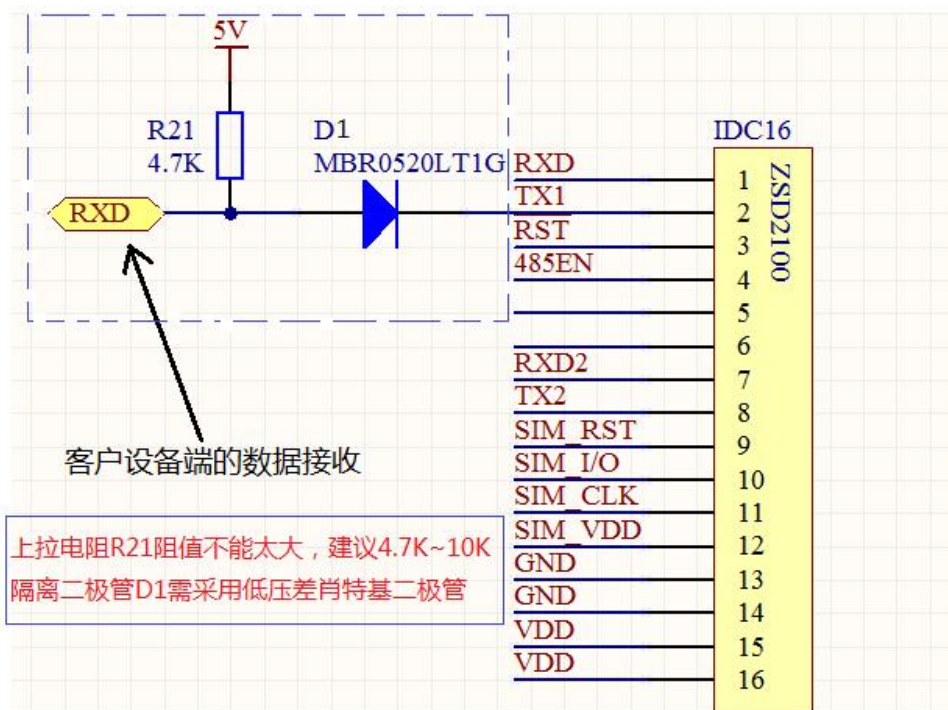 5V
R21
4.7K
D1
MBR0520LT1G
RXD
IDC16
ZSD2100
RXD 1
TX1 2
RST 3
485EN 4
5
6
RXD2 7
TX2 8
SIM_RST 9
SIM_I/O 10
SIM_CLK 11
SIM_VDD 12
GND 13
GND 14
VDD 15
VDD 16
客户设备端的数据接收
上拉电阻R21阻值不能太大，建议4.7K~10K
隔离二极管D1需采用低压差肖特基二极管